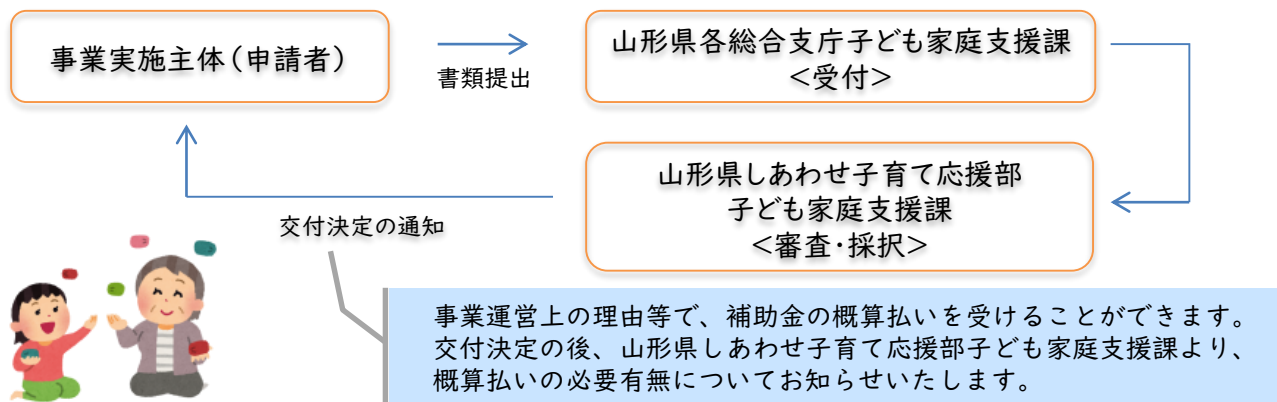 事業実施主体(申請者)
書類提出
山形県各総合支庁子ども家庭支援課
<受付>
山形県しあわせ子育て応援部
子ども家庭支援課
<審査・採択>
交付決定の通知
事業運営上の理由等で、補助金の概算払いを受けることができます。
交付決定の後、山形県しあわせ子育て応援部子ども家庭支援課より、
概算払いの必要有無についてお知らせいたします。